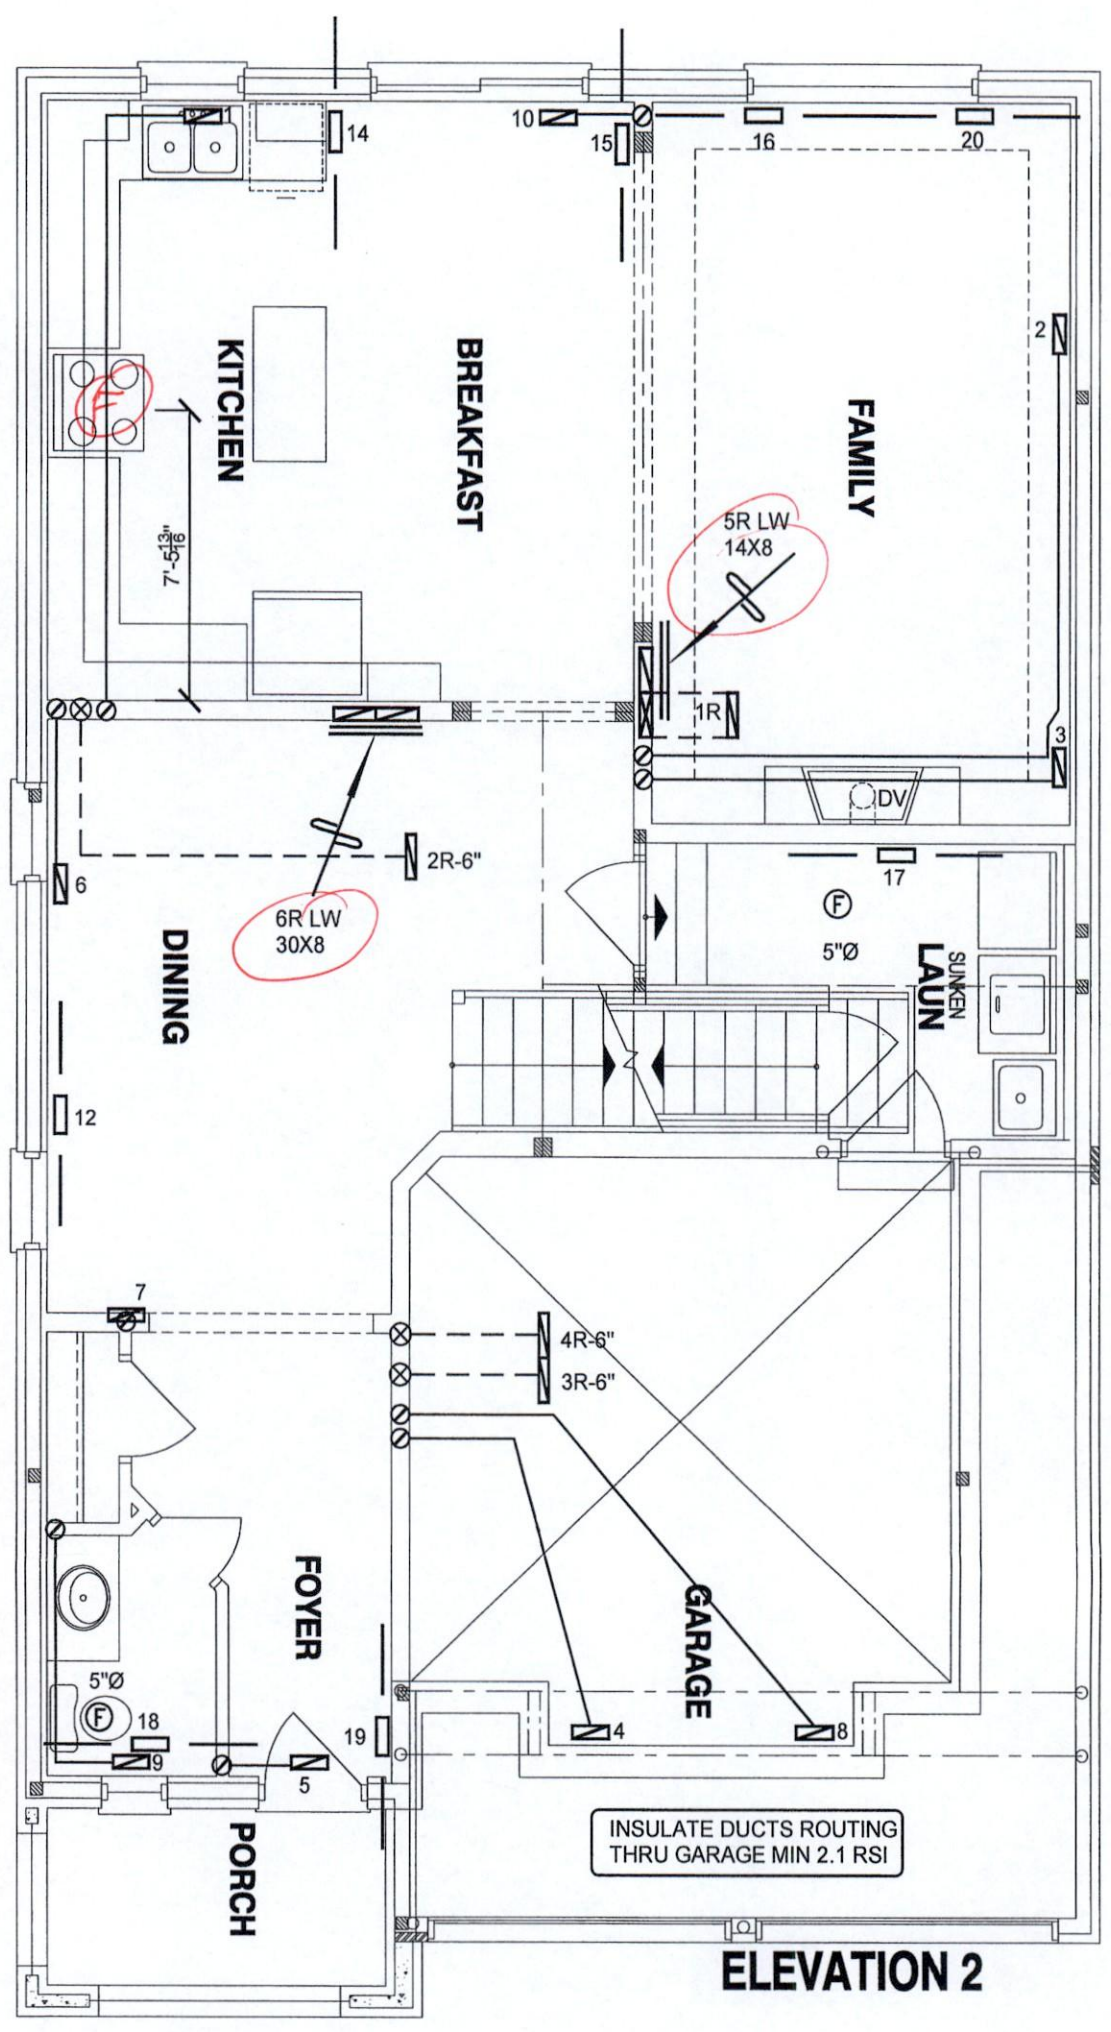 1
14
10
15
16
20
2
KITCHEN
BREAKFAST
FAMILY
F
7'-5 13/16"
5R LW
14X8
1R
3
DV
6
2R-6"
17
F
5"Ø
6R LW
30X8
DINING
SUNKEN
LAUN
12
7
4R-6"
3R-6"
FOYER
GARAGE
5"Ø
F
18
19
4
8
9
5
INSULATE DUCTS ROUTING
THRU GARAGE MIN 2.1 RSI
PORCH
ELEVATION 2